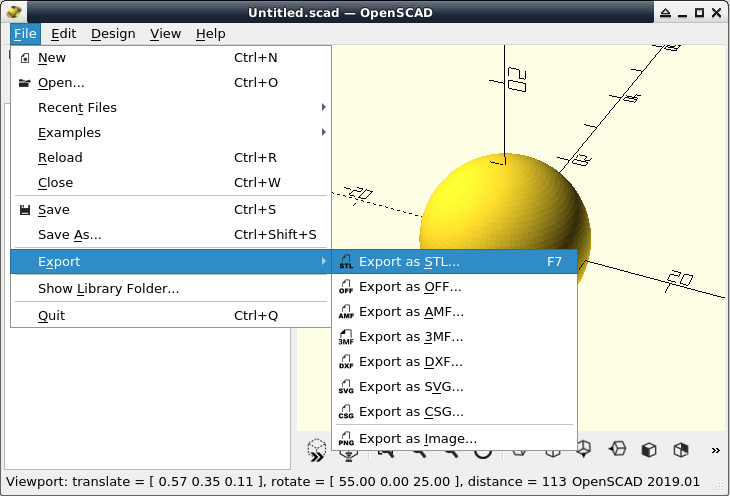 Untitled.scad — OpenSCAD
File Edit Design View Help
New Ctrl+N
Open... Ctrl+O
Recent Files
Examples
Reload Ctrl+R
Close Ctrl+W
Save Ctrl+S
Save As... Ctrl+Shift+S
Export
Show Library Folder...
Quit Ctrl+Q
STL Export as STL... F7
OFF Export as OFF...
AMF Export as AMF...
3MF Export as 3MF...
DXF Export as DXF...
SVG Export as SVG...
CSG Export as CSG...
PNG Export as Image...
20
-20
20
Viewport: translate = [ 0.57 0.35 0.11 ], rotate = [ 55.00 0.00 25.00 ], distance = 113 OpenSCAD 2019.01